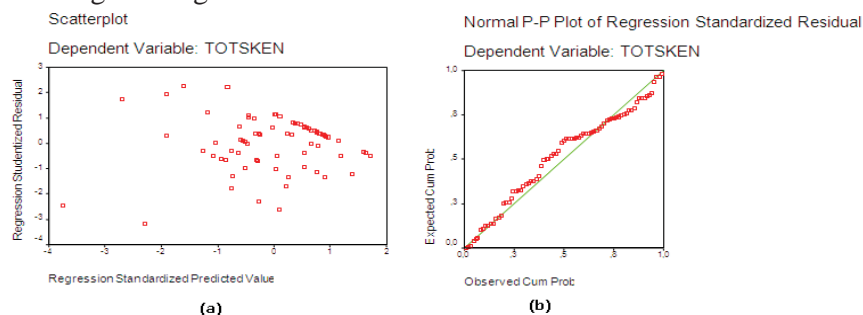 Scatterplot
Dependent Variable: TOTSKEN
Regression Studentized Residual
3
2
1
0
-1
-2
-3
-4
-4
-3
-2
-1
0
1
2
Regression Standardized Predicted Value
(a)
Normal P-P Plot of Regression Standardized Residual
Dependent Variable: TOTSKEN
Expected Cum Prob
1,0
,8
,5
,3
0,0
0,0
,3
,5
,8
1,0
Observed Cum Prob
(b)